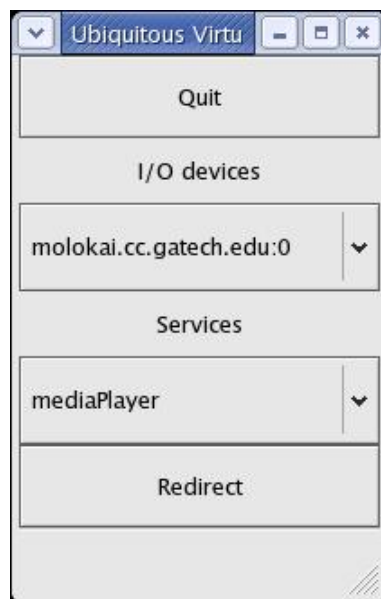 Ubiquitous Virtu
Quit
I/O devices
molokai.cc.gatech.edu:0
Services
mediaPlayer
Redirect